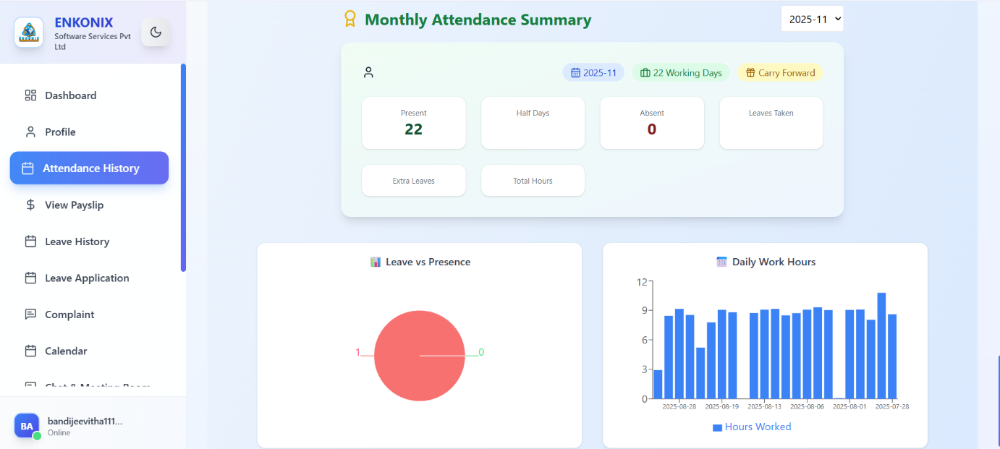 ENKONIX
Software Services Pvt
Ltd
Dashboard
Profile
Attendance History
View Payslip
Leave History
Leave Application
Complaint
Calendar
Chat & Meeting Room
BA
bandijeevitha111...
Online
Monthly Attendance Summary
2025-11
2025-11
22 Working Days
Carry Forward
Present
22
Half Days
Absent
0
Leaves Taken
Extra Leaves
Total Hours
Leave vs Presence
1
0
Daily Work Hours
12
9
6
3
0
2025-08-28 2025-08-19 2025-08-13 2025-08-06 2025-08-01 2025-07-28
Hours Worked